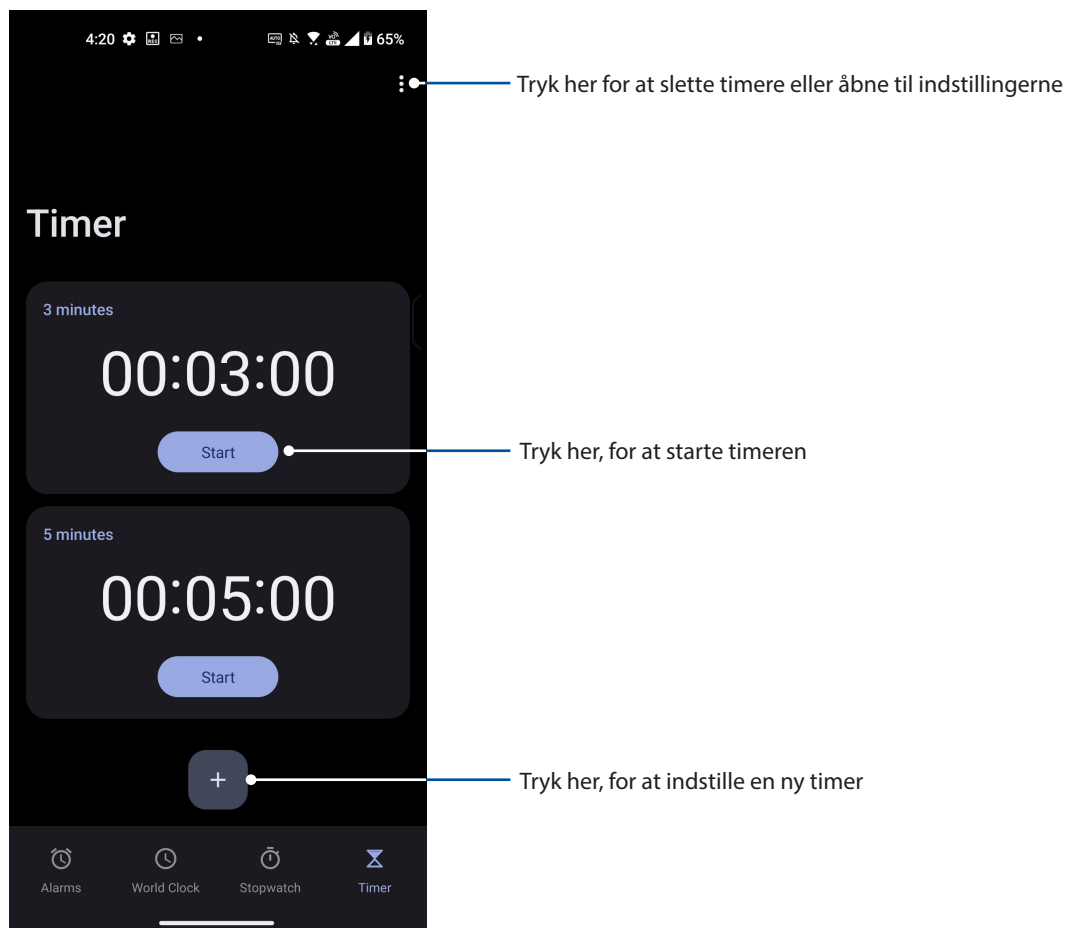 4:20
65%
Tryk her for at slette timere eller åbne til indstillingerne
Timer
3 minutes
00:03:00
Start
Tryk her, for at starte timeren
5 minutes
00:05:00
Start
+
Tryk her, for at indstille en ny timer
Alarms World Clock Stopwatch Timer